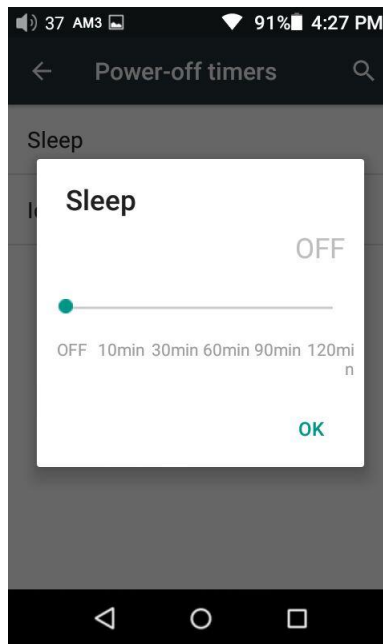 37 AM3 91% 4:27 PM
Power-off timers
Sleep
Sleep
OFF
OFF 10min 30min 60min 90min 120mi
n
OK